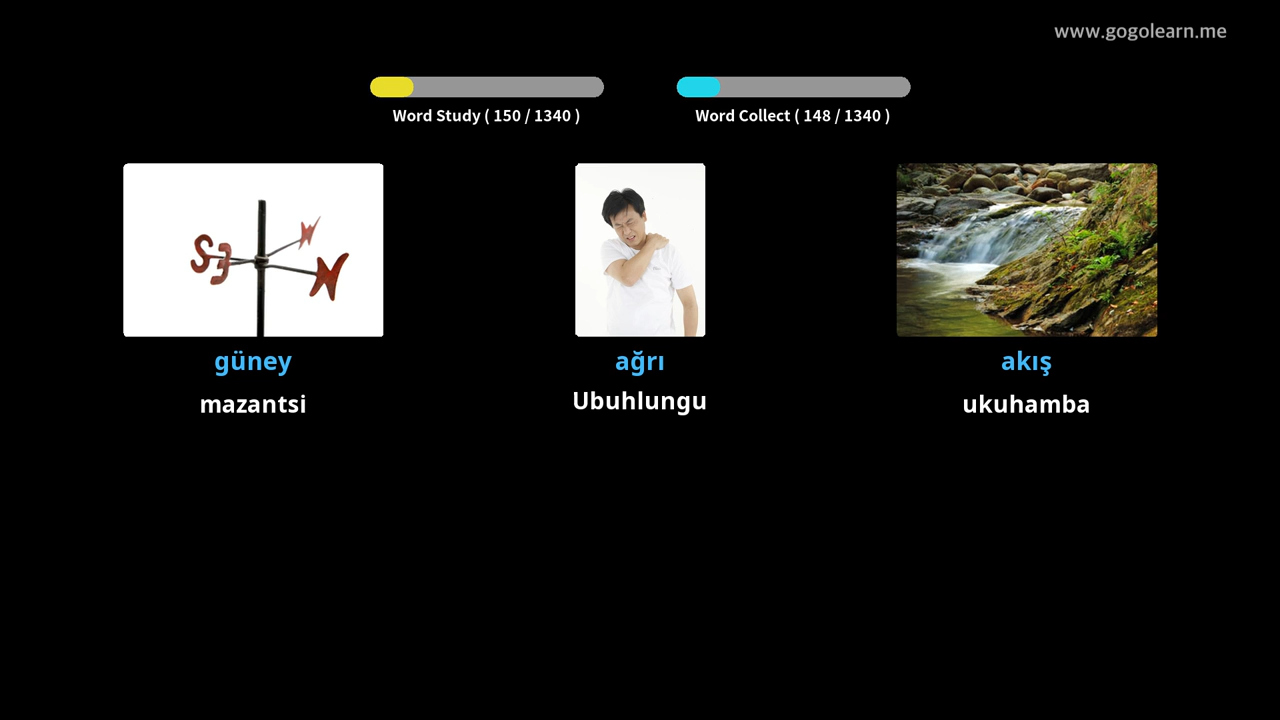 www.gogolearn.me
Word Study ( 150 / 1340 )
Word Collect ( 148 / 1340 )
güney
ağrı
akış
mazantsi
Ubuhlungu
ukuhamba